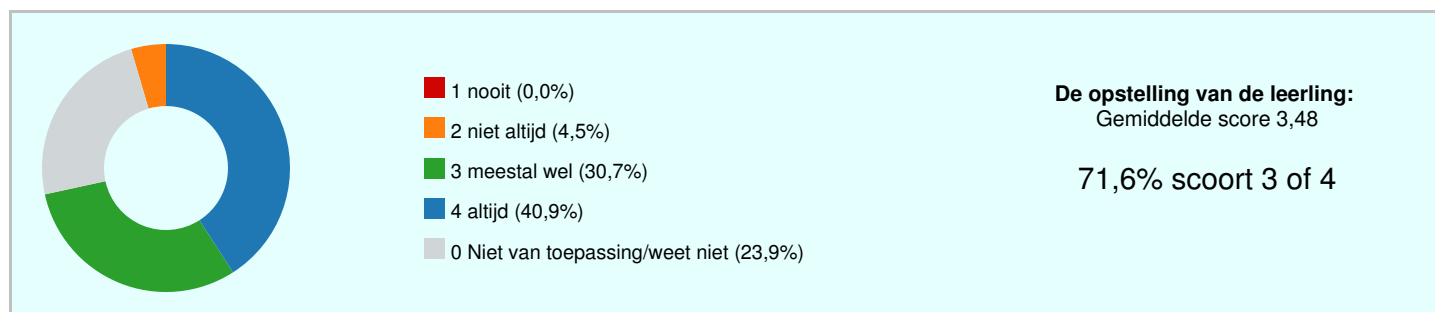 1 nooit (0,0%)
2 niet altijd (4,5%)
3 meestal wel (30,7%)
4 altijd (40,9%)
0 Niet van toepassing/weet niet (23,9%)
De opstelling van de leerling:
Gemiddelde score 3,48
71,6% scoort 3 of 4